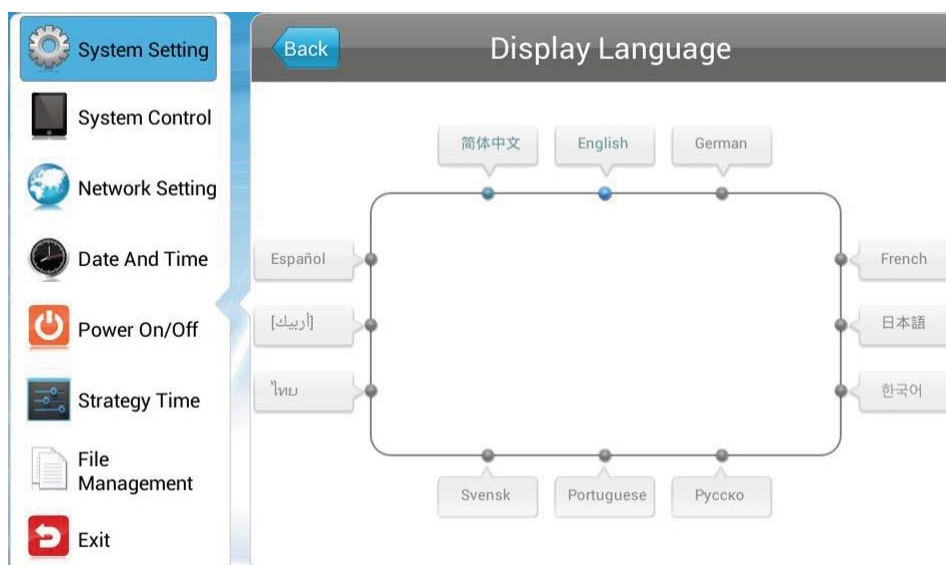 System Setting
System Control
Network Setting
Date And Time
Power On/Off
Strategy Time
File
Management
Exit
Back
Display Language
简体中文
English
German
Español
[أربيك]
ไทย
French
日本語
한국어
Svensk
Portuguese
Русско